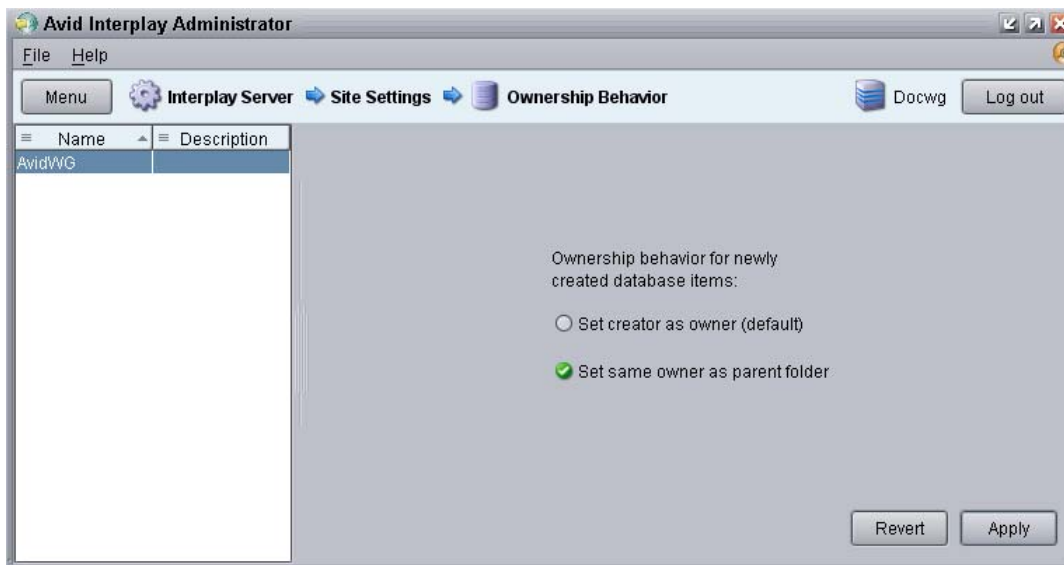 Avid Interplay Administrator
File Help
Menu Interplay Server Site Settings Ownership Behavior Docwg Log out
Name Description
AvidWG
Ownership behavior for newly
created database items:
Set creator as owner (default)
Set same owner as parent folder
Revert Apply